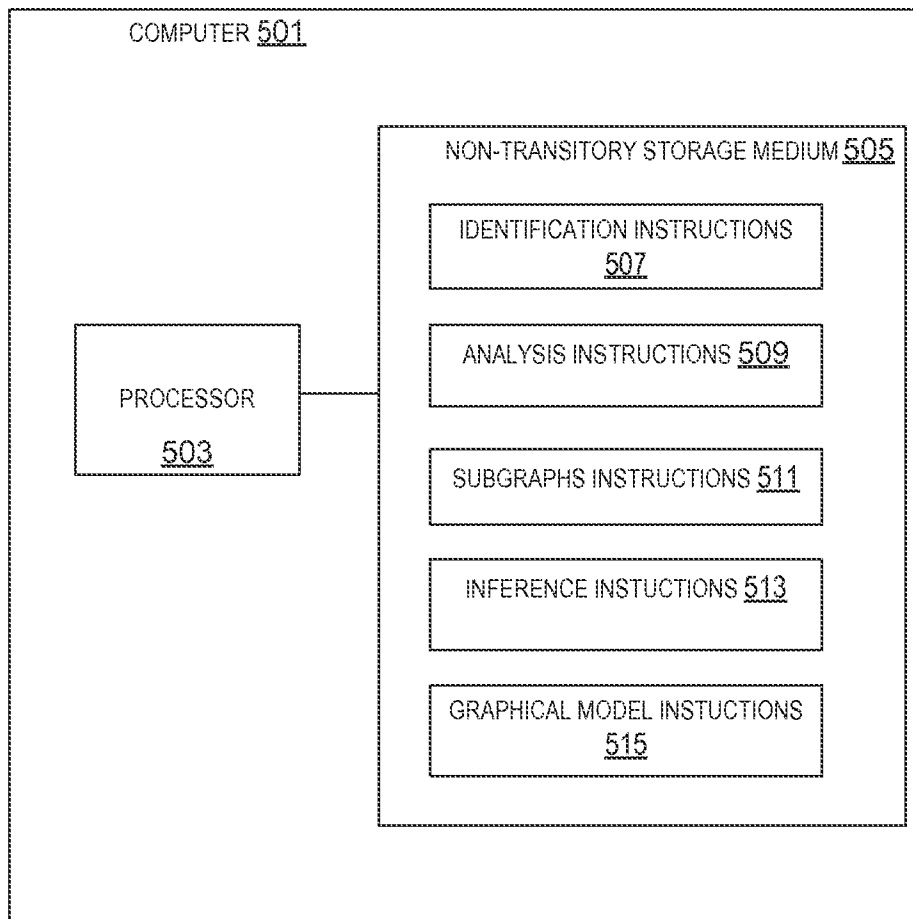 COMPUTER 501
NON-TRANSITORY STORAGE MEDIUM 505
IDENTIFICATION INSTRUCTIONS
507
ANALYSIS INSTRUCTIONS 509
PROCESSOR
503
SUBGRAPHS INSTRUCTIONS 511
INFERENCE INSTUCTIONS 513
GRAPHICAL MODEL INSTUCTIONS
515